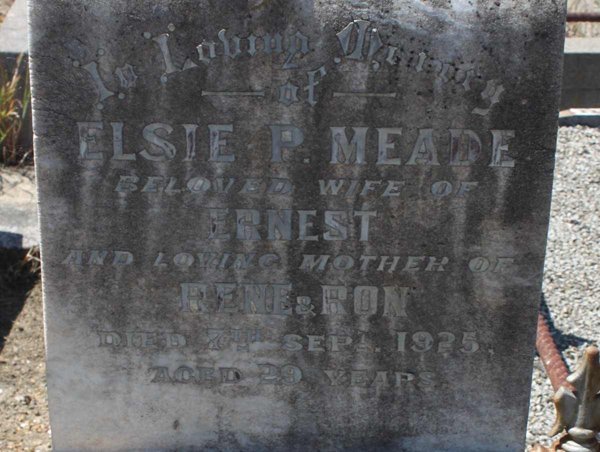 In Loving Memory
of
ELSIE P. MEADE
BELOVED WIFE OF
ERNEST
AND LOVING MOTHER OF
RENE & RON
DIED 7TH SEPT. 1925,
AGED 29 YEARS